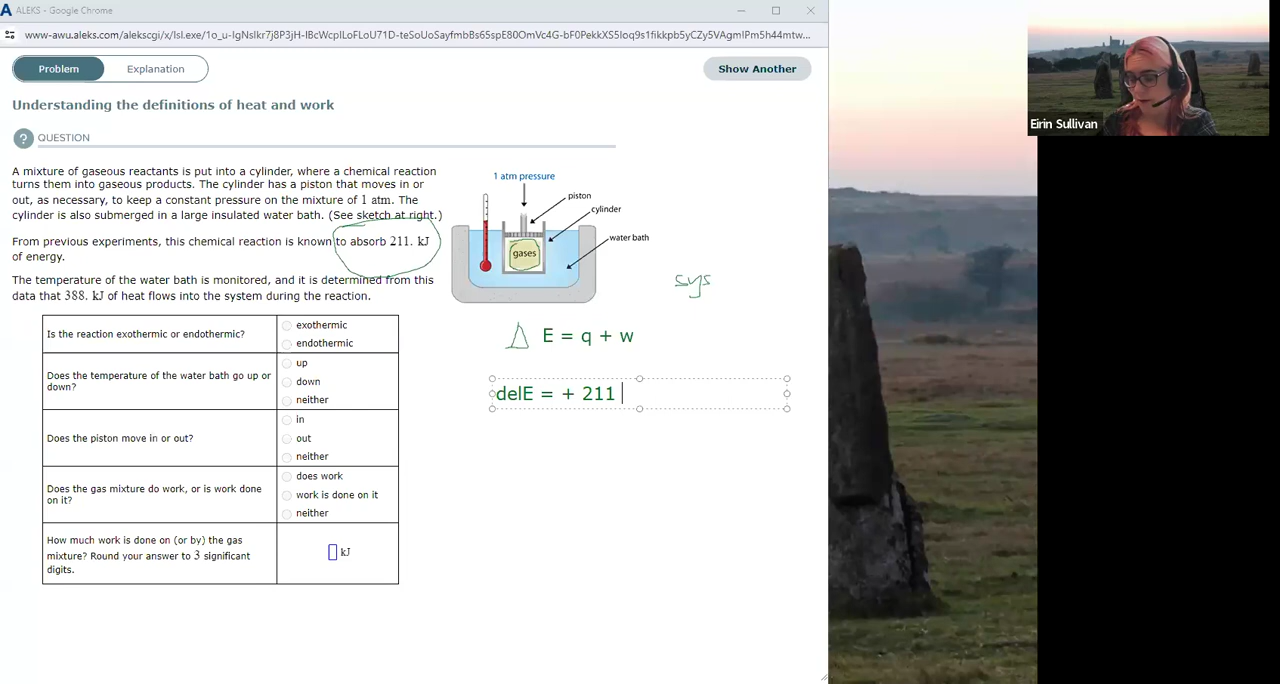 ALEKS - Google Chrome
www-awu.aleks.com/alekscgi/x/Isl.exe/1o_u-IgNslkr7j8P3jH-IBcWcplLoFLoU71D-teSoUoSayfmbBs65spE80OmVc4G-bF0PekkXS5Ioq9s1fikkpb5yCZy5VAgmIPm5h44mtw...
Problem
Explanation
Show Another
Understanding the definitions of heat and work
? QUESTION
A mixture of gaseous reactants is put into a cylinder, where a chemical reaction
turns them into gaseous products. The cylinder has a piston that moves in or
out, as necessary, to keep a constant pressure on the mixture of 1 atm. The
cylinder is also submerged in a large insulated water bath. (See sketch at right.)
From previous experiments, this chemical reaction is known to absorb 211. kJ
of energy.
The temperature of the water bath is monitored, and it is determined from this
data that 388. kJ of heat flows into the system during the reaction.
1 atm pressure
piston
cylinder
water bath
gases
sys
Δ E = q + w
delE = + 211
Is the reaction exothermic or endothermic?
exothermic
endothermic
Does the temperature of the water bath go up or
down?
up
down
neither
Does the piston move in or out?
in
out
neither
Does the gas mixture do work, or is work done
on it?
does work
work is done on it
neither
How much work is done on (or by) the gas
mixture? Round your answer to 3 significant
digits.
kJ
Eirin Sullivan